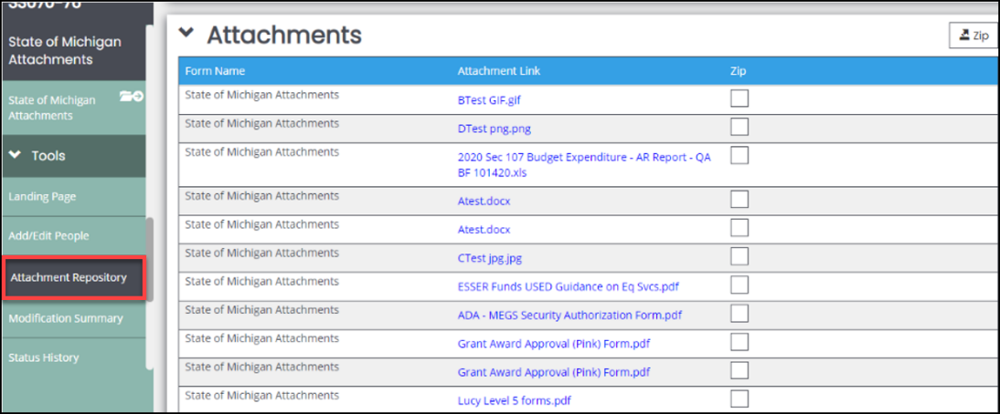 State of Michigan
Attachments
State of Michigan
Attachments
Tools
Landing Page
Add/Edit People
Attachment Repository
Modification Summary
Status History
Attachments
Zip
Form Name Attachment Link Zip
State of Michigan Attachments BTest GIF.gif
State of Michigan Attachments DTest png.png
State of Michigan Attachments 2020 Sec 107 Budget Expenditure - AR Report - QA
BF 101420.xls
State of Michigan Attachments Atest.docx
State of Michigan Attachments Atest.docx
State of Michigan Attachments CTest jpg.jpg
State of Michigan Attachments ESSER Funds USED Guidance on Eq Svcs.pdf
State of Michigan Attachments ADA - MEGS Security Authorization Form.pdf
State of Michigan Attachments Grant Award Approval (Pink) Form.pdf
State of Michigan Attachments Grant Award Approval (Pink) Form.pdf
State of Michigan Attachments Lucy Level 5 forms.pdf